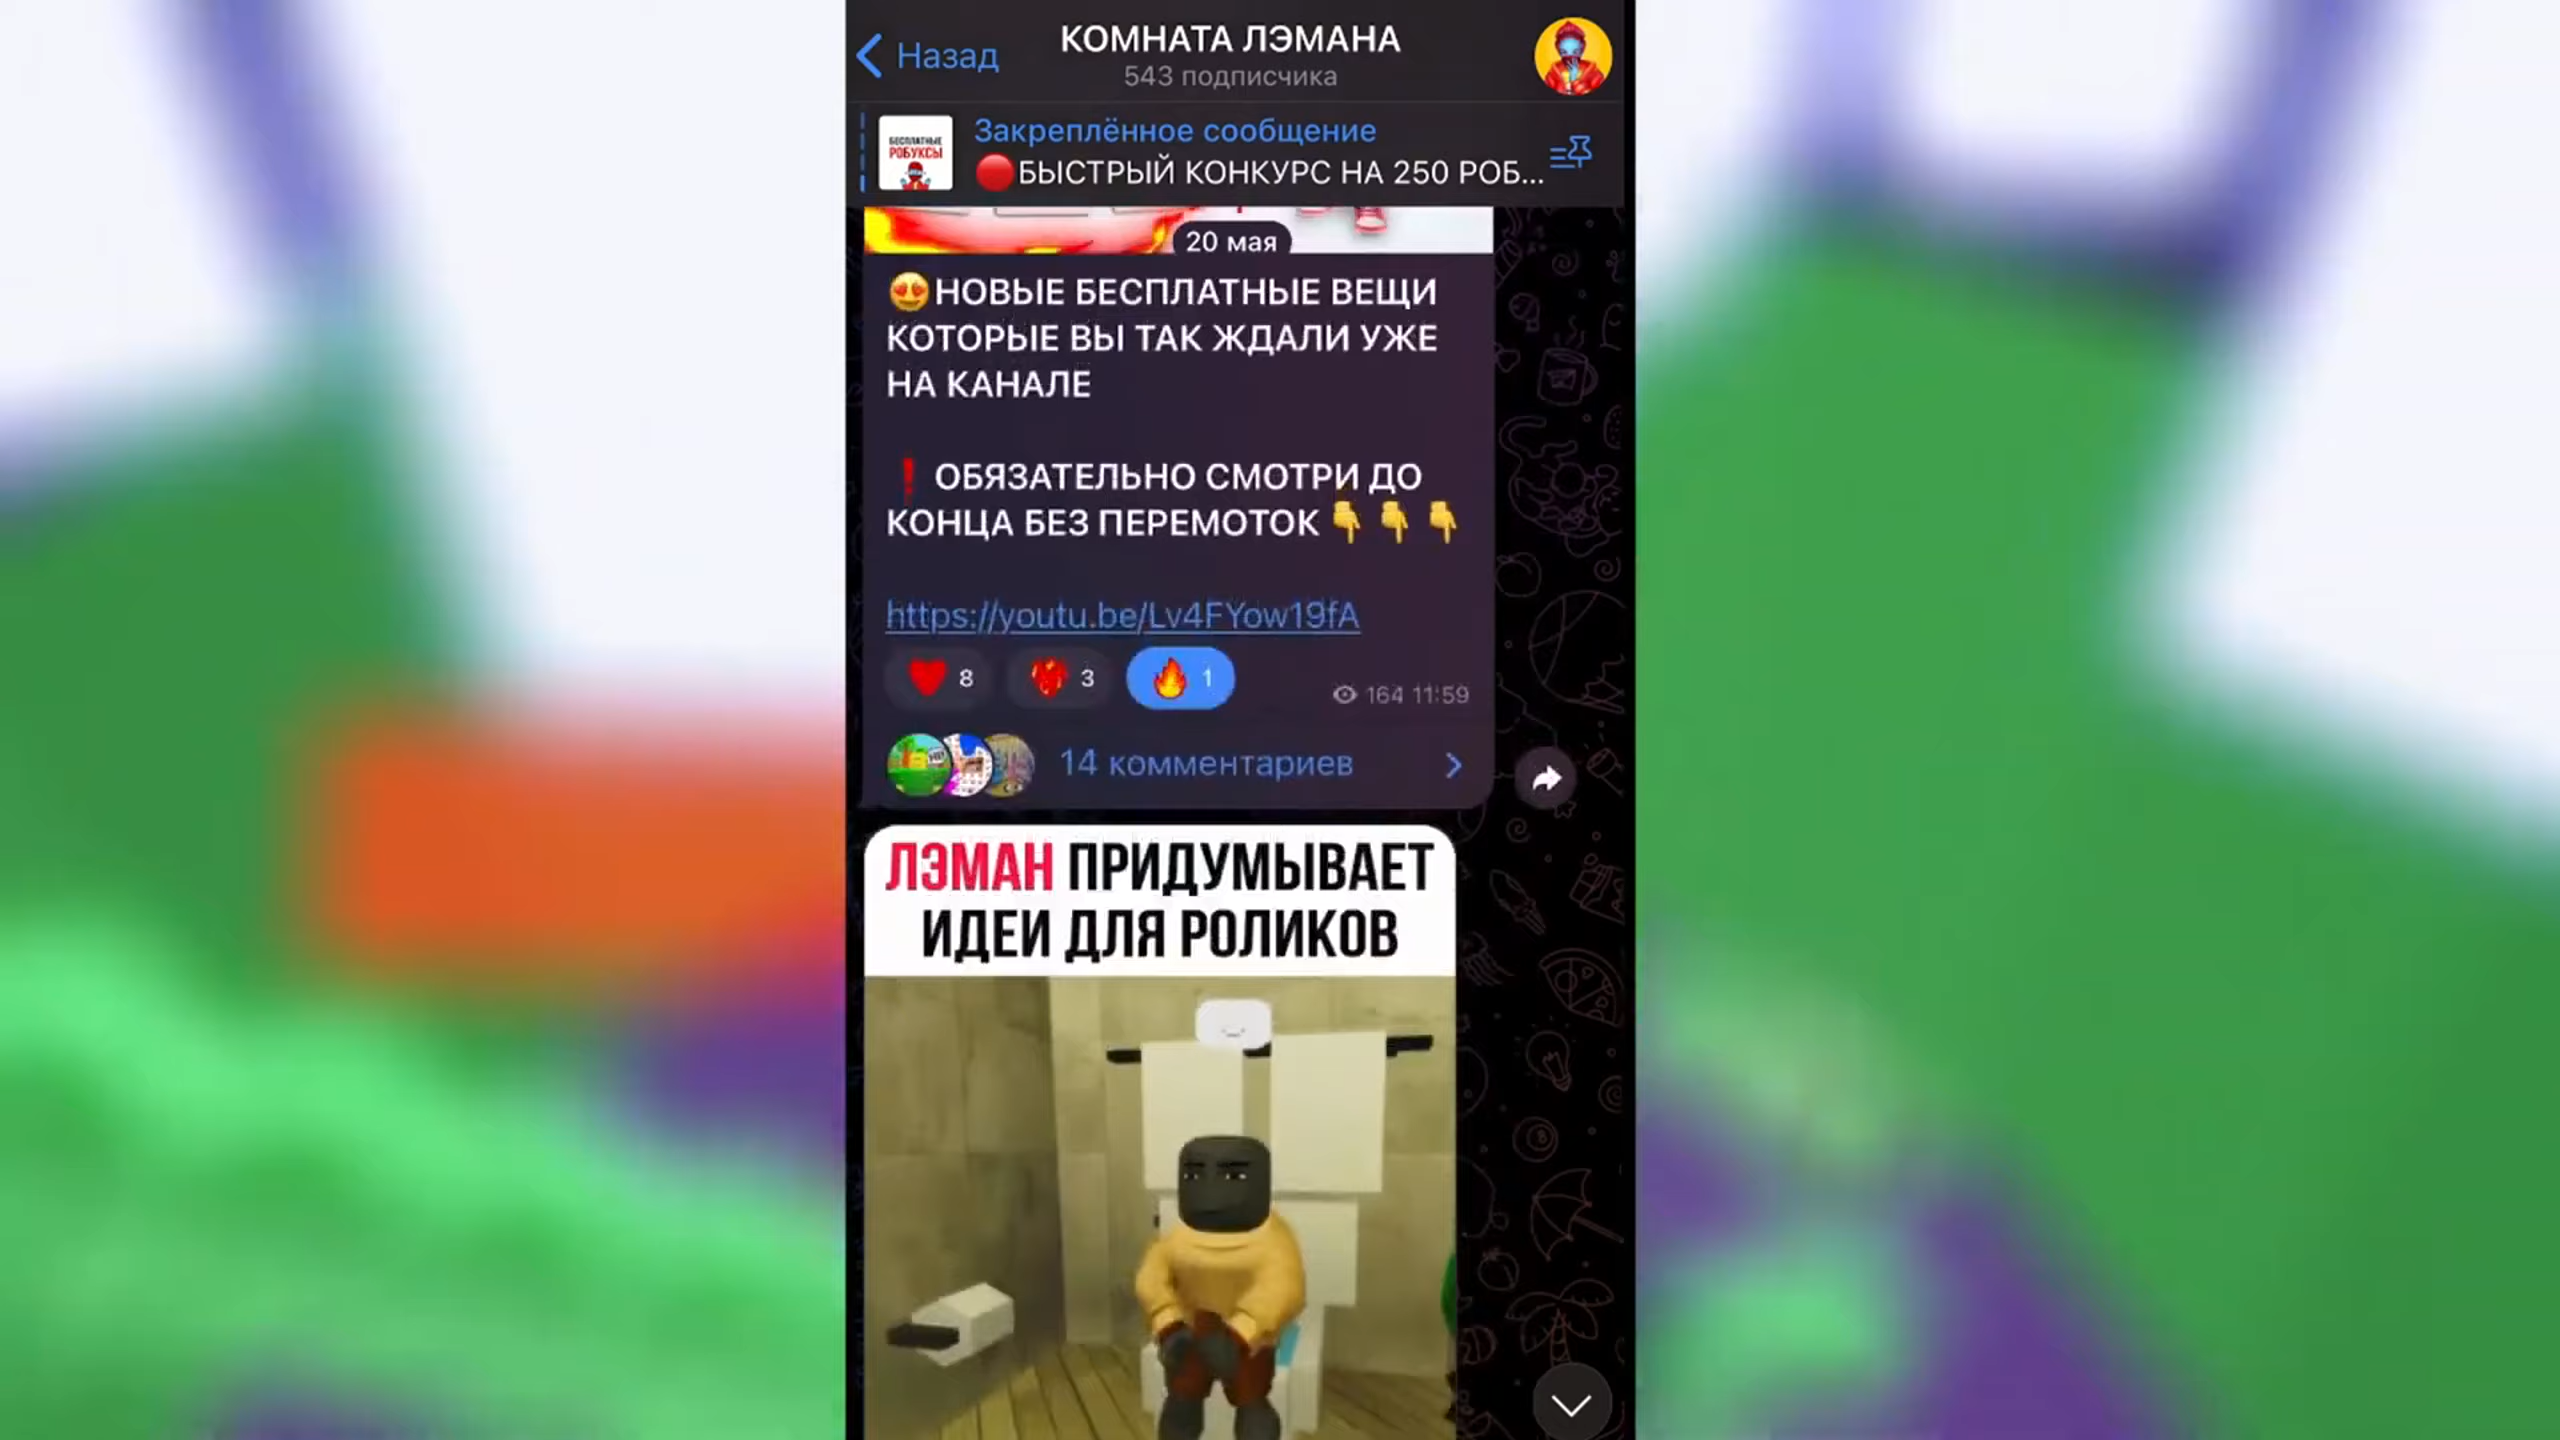 Назад
КОМНАТА ЛЭМАНА
543 подписчика
БЕСПЛАТНЫЕ
РОБУКСЫ
Закреплённое сообщение
🔴БЫСТРЫЙ КОНКУРС НА 250 РОБ...
20 мая
😍НОВЫЕ БЕСПЛАТНЫЕ ВЕЩИ
КОТОРЫЕ ВЫ ТАК ЖДАЛИ УЖЕ
НА КАНАЛЕ
❗ ОБЯЗАТЕЛЬНО СМОТРИ ДО
КОНЦА БЕЗ ПЕРЕМОТОК👇👇👇
https://youtu.be/Lv4FYow19fA
8 3 1
164 11:59
14 комментариев
ЛЭМАН ПРИДУМЫВАЕТ
ИДЕИ ДЛЯ РОЛИКОВ